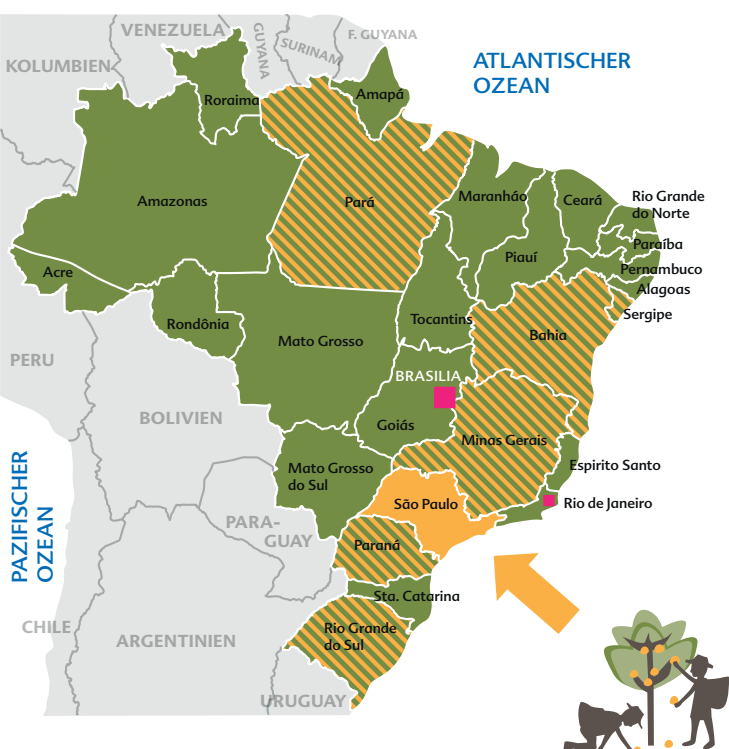 VENEZUELA
GUYANA
SURINAM
F. GUYANA
KOLUMBIEN
ATLANTISCHER
OZEAN
Roraima
Amapá
Amazonas
Pará
Maranháo
Ceará
Rio Grande
do Norte
Paraíba
Piauí
Pernambuco
Acre
Alagoas
Sergipe
Rondônia
Tocantins
Mato Grosso
Bahia
PERU
BRASILIA
BOLIVIEN
Goiás
Minas Gerais
PAZIFISCHER
OZEAN
Mato Grosso
do Sul
Espirito Santo
São Paulo
Rio de Janeiro
PARA-
GUAY
Paraná
Sta. Catarina
CHILE
ARGENTINIEN
Rio Grande
do Sul
URUGUAY